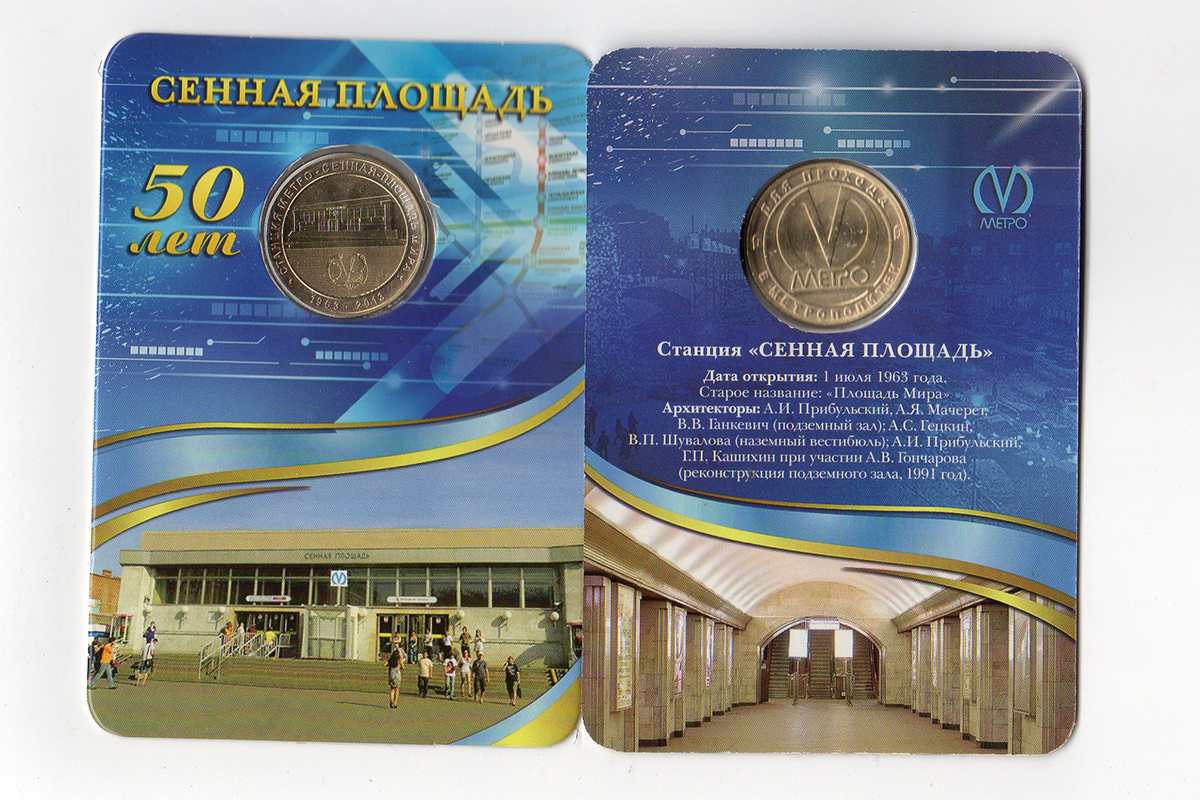 СЕННАЯ ПЛОЩАДЬ
50
лет
СТАНЦИЯ МЕТРО • СЕННАЯ • ПЛОЩАДЬ МИРА •
1963 • 2013
СЕННАЯ ПЛОЩАДЬ
ДЛЯ ПРОХОДА
В МЕТРОПОЛИТЕН
МЕТРО
МЕТРО
Станция «СЕННАЯ ПЛОЩАДЬ»
Дата открытия: 1 июля 1963 года.
Старое название: «Площадь Мира»
Архитекторы: А.И. Прибульский, А.Я. Мачерет,
В.В. Ганкевич (подземный зал); А.С. Гецкин,
В.П. Шувалова (наземный вестибюль); А.И. Прибульский,
Г.П. Кашихин при участии А.В. Гончарова
(реконструкция подземного зала, 1991 год).